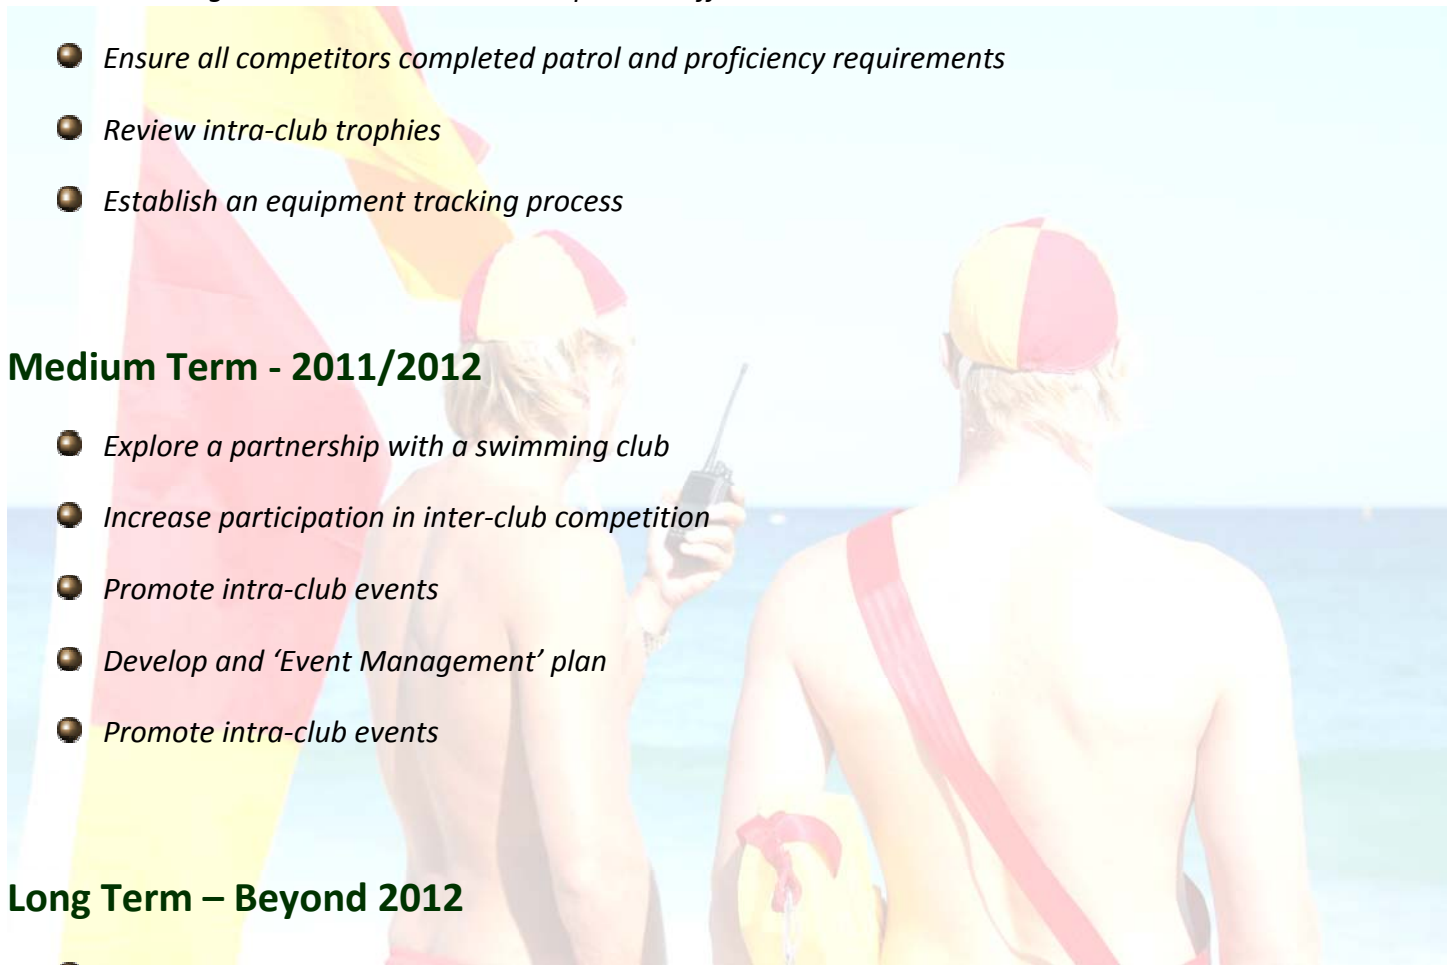 Ensure all competitors completed patrol and proficiency requirements
Review intra-club trophies
Establish an equipment tracking process
Medium Term - 2011/2012
Explore a partnership with a swimming club
Increase participation in inter-club competition
Promote intra-club events
Develop and ‘Event Management’ plan
Promote intra-club events
Long Term – Beyond 2012